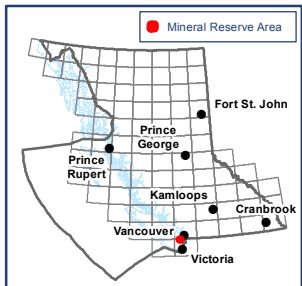 Mineral Reserve Area
Fort St. John
Prince
George
Prince
Rupert
Kamloops
Cranbrook
Vancouver
Victoria